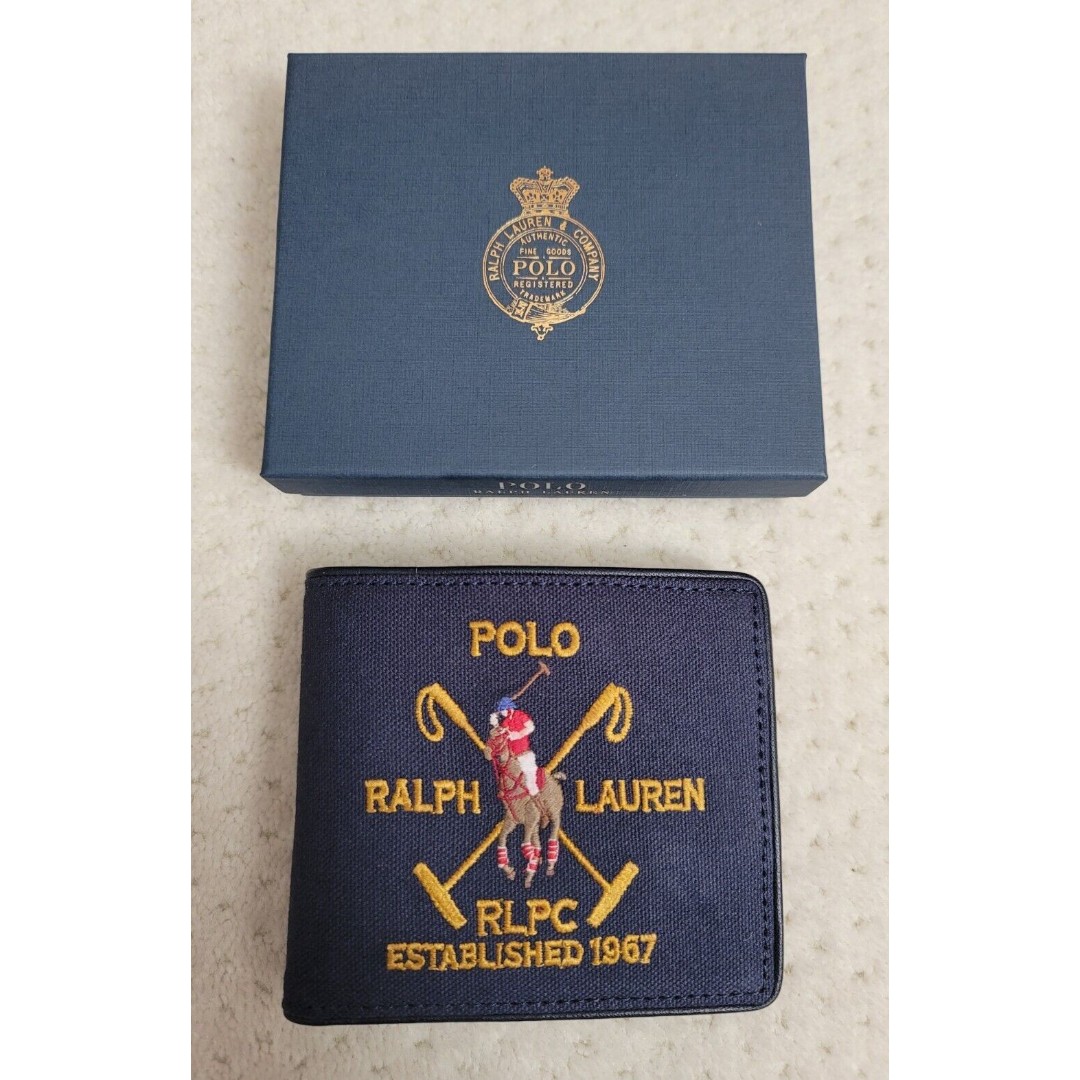 RALPH LAUREN & COMPANY
AUTHENTIC
FINE GOODS
POLO
REGISTERED
TRADEMARK
POLO
RALPH LAUREN
POLO
RALPH LAUREN
RLPC
ESTABLISHED 1967